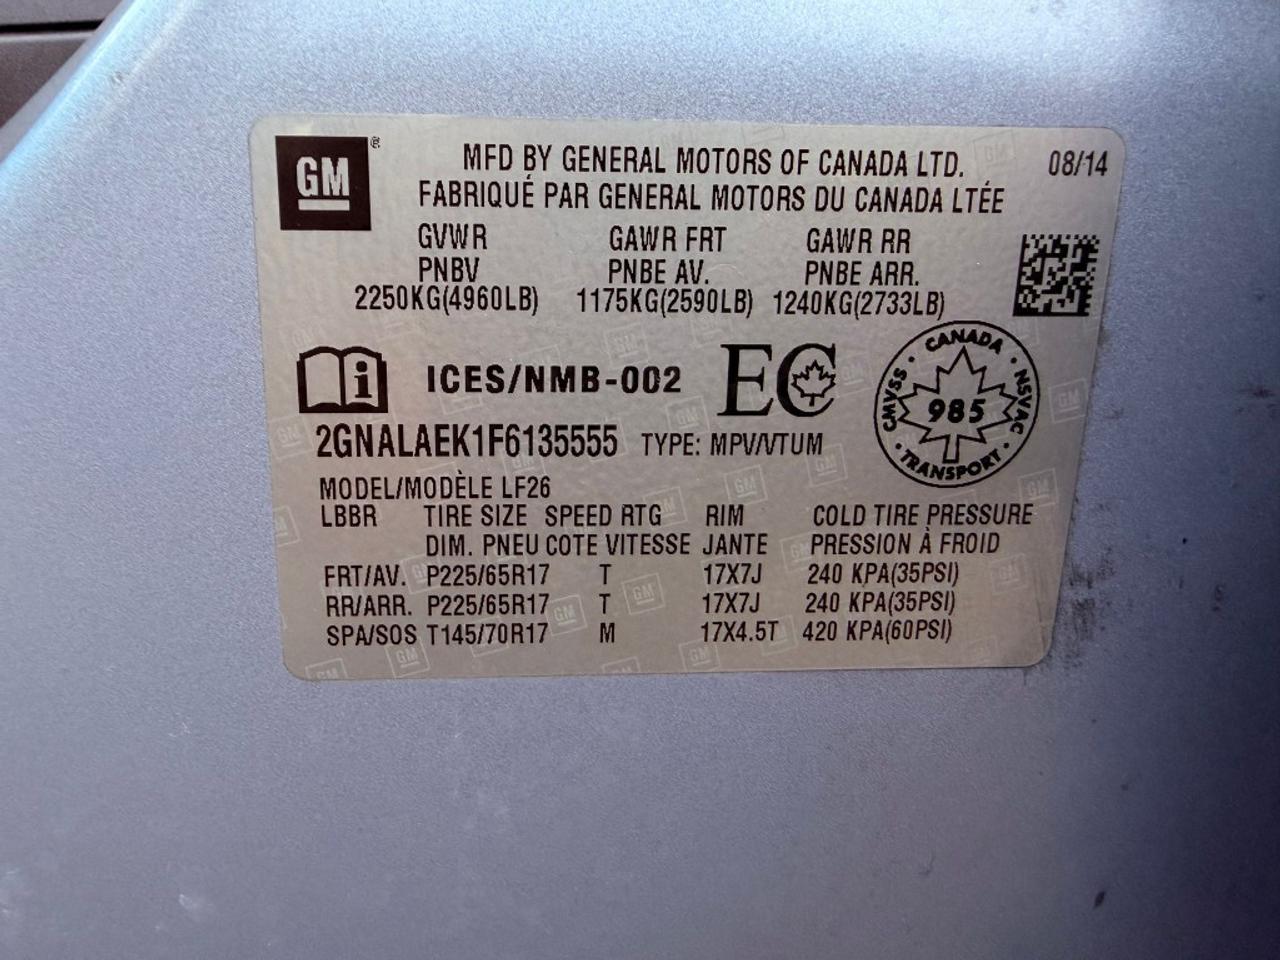 GM®
MFD BY GENERAL MOTORS OF CANADA LTD. 08/14
FABRIQUÉ PAR GENERAL MOTORS DU CANADA LTÉE
GVWR GAWR FRT GAWR RR
PNBV PNBE AV. PNBE ARR.
2250KG(4960LB) 1175KG(2590LB) 1240KG(2733LB)
i ICES/NMB-002 EC
CANADA
CMVSS • 985 • NSVAC
TRANSPORT
2GNALAEK1F6135555 TYPE: MPV/VTUM
MODEL/MODÈLE LF26
LBBR TIRE SIZE SPEED RTG RIM COLD TIRE PRESSURE
DIM. PNEU COTE VITESSE JANTE PRESSION À FROID
FRT/AV. P225/65R17 T 17X7J 240 KPA(35PSI)
RR/ARR. P225/65R17 T 17X7J 240 KPA(35PSI)
SPA/SOS T145/70R17 M 17X4.5T 420 KPA(60PSI)